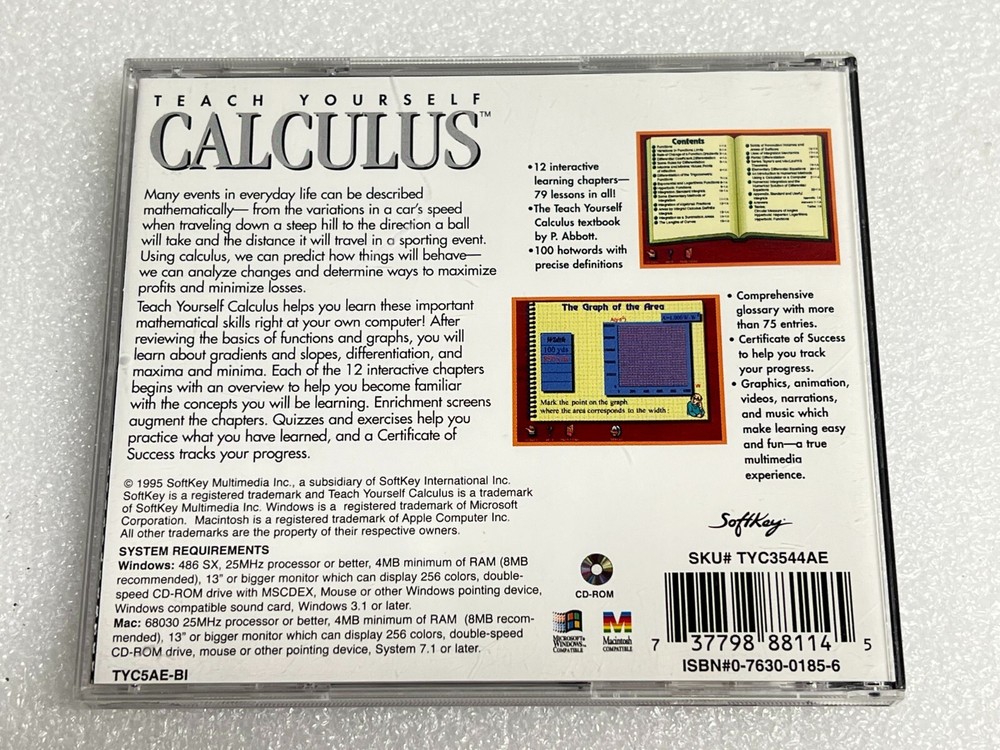 TEACH YOURSELF
CALCULUS™
Many events in everyday life can be described
mathematically— from the variations in a car's speed
when traveling down a steep hill to the direction a ball
will take and the distance it will travel in a sporting event.
Using calculus, we can predict how things will behave—
we can analyze changes and determine ways to maximize
profits and minimize losses.
Teach Yourself Calculus helps you learn these important
mathematical skills right at your own computer! After
reviewing the basics of functions and graphs, you will
learn about gradients and slopes, differentiation, and
maxima and minima. Each of the 12 interactive chapters
begins with an overview to help you become familiar
with the concepts you will be learning. Enrichment screens
augment the chapters. Quizzes and exercises help you
practice what you have learned, and a Certificate of
Success tracks your progress.
•12 interactive
learning chapters—
79 lessons in all!
•The Teach Yourself
Calculus textbook
by P. Abbott.
•100 hotwords with
precise definitions
Contents
The Graph of the Area
Width
100 yds
Mark the point on the graph
where the area corresponds to the width :
• Comprehensive
glossary with more
than 75 entries.
• Certificate of Success
to help you track
your progress.
• Graphics, animation,
videos, narrations,
and music which
make learning easy
and fun—a true
multimedia
experience.
© 1995 SoftKey Multimedia Inc., a subsidiary of SoftKey International Inc.
SoftKey is a registered trademark and Teach Yourself Calculus is a trademark
of SoftKey Multimedia Inc. Windows is a registered trademark of Microsoft
Corporation. Macintosh is a registered trademark of Apple Computer Inc.
All other trademarks are the property of their respective owners.
SYSTEM REQUIREMENTS
Windows: 486 SX, 25MHz processor or better, 4MB minimum of RAM (8MB
recommended), 13" or bigger monitor which can display 256 colors, double-
speed CD-ROM drive with MSCDEX, Mouse or other Windows pointing device,
Windows compatible sound card, Windows 3.1 or later.
Mac: 68030 25MHz processor or better, 4MB minimum of RAM (8MB recom-
mended), 13" or bigger monitor which can display 256 colors, double-speed
CD-ROM drive, mouse or other pointing device, System 7.1 or later.
TYC5AE-BI
CD-ROM
MICROSOFT
WINDOWS
COMPATIBLE
Macintosh
COMPATIBLE
SoftKey
SKU# TYC3544AE
7 37798 88114 5
ISBN#0-7630-0185-6